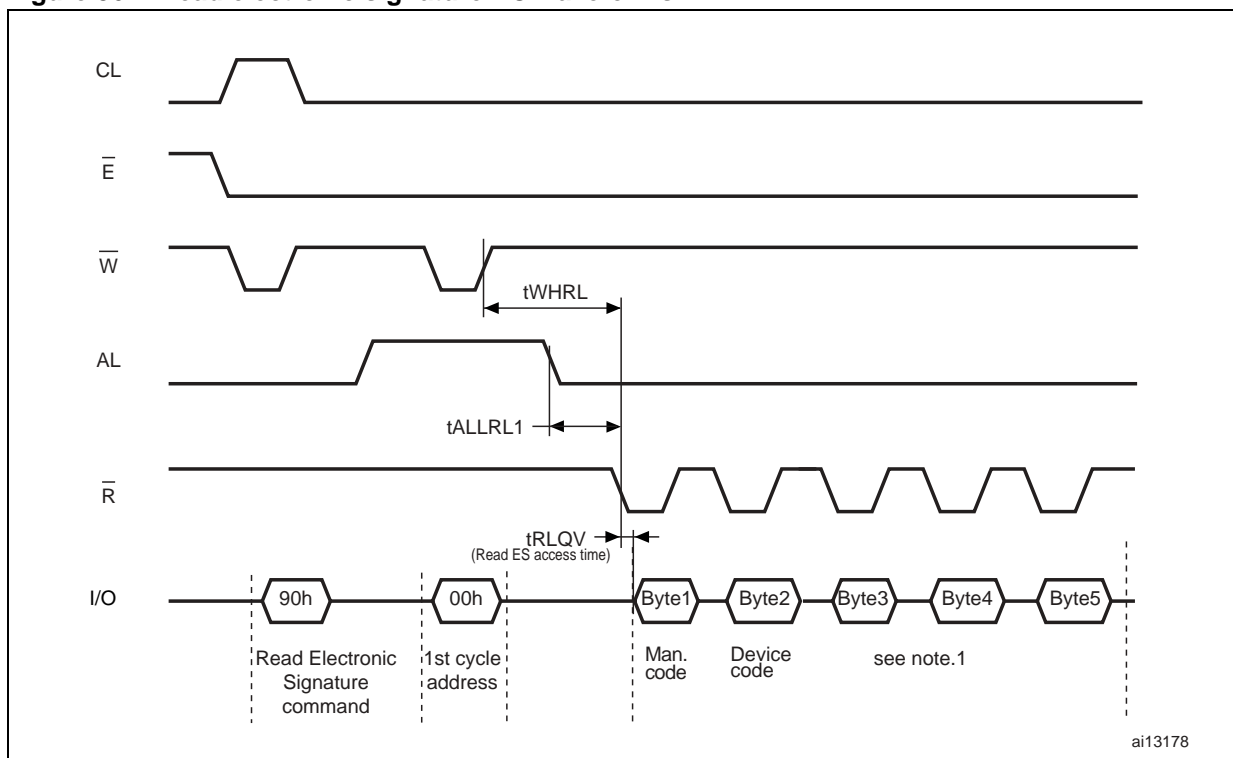 CL
E
W
tWHRL
AL
tALLRL1
R
tRLQV
(Read ES access time)
I/O
90h
00h
Byte1
Byte2
Byte3
Byte4
Byte5
Read Electronic
Signature
command
1st cycle
address
Man.
code
Device
code
see note.1
ai13178